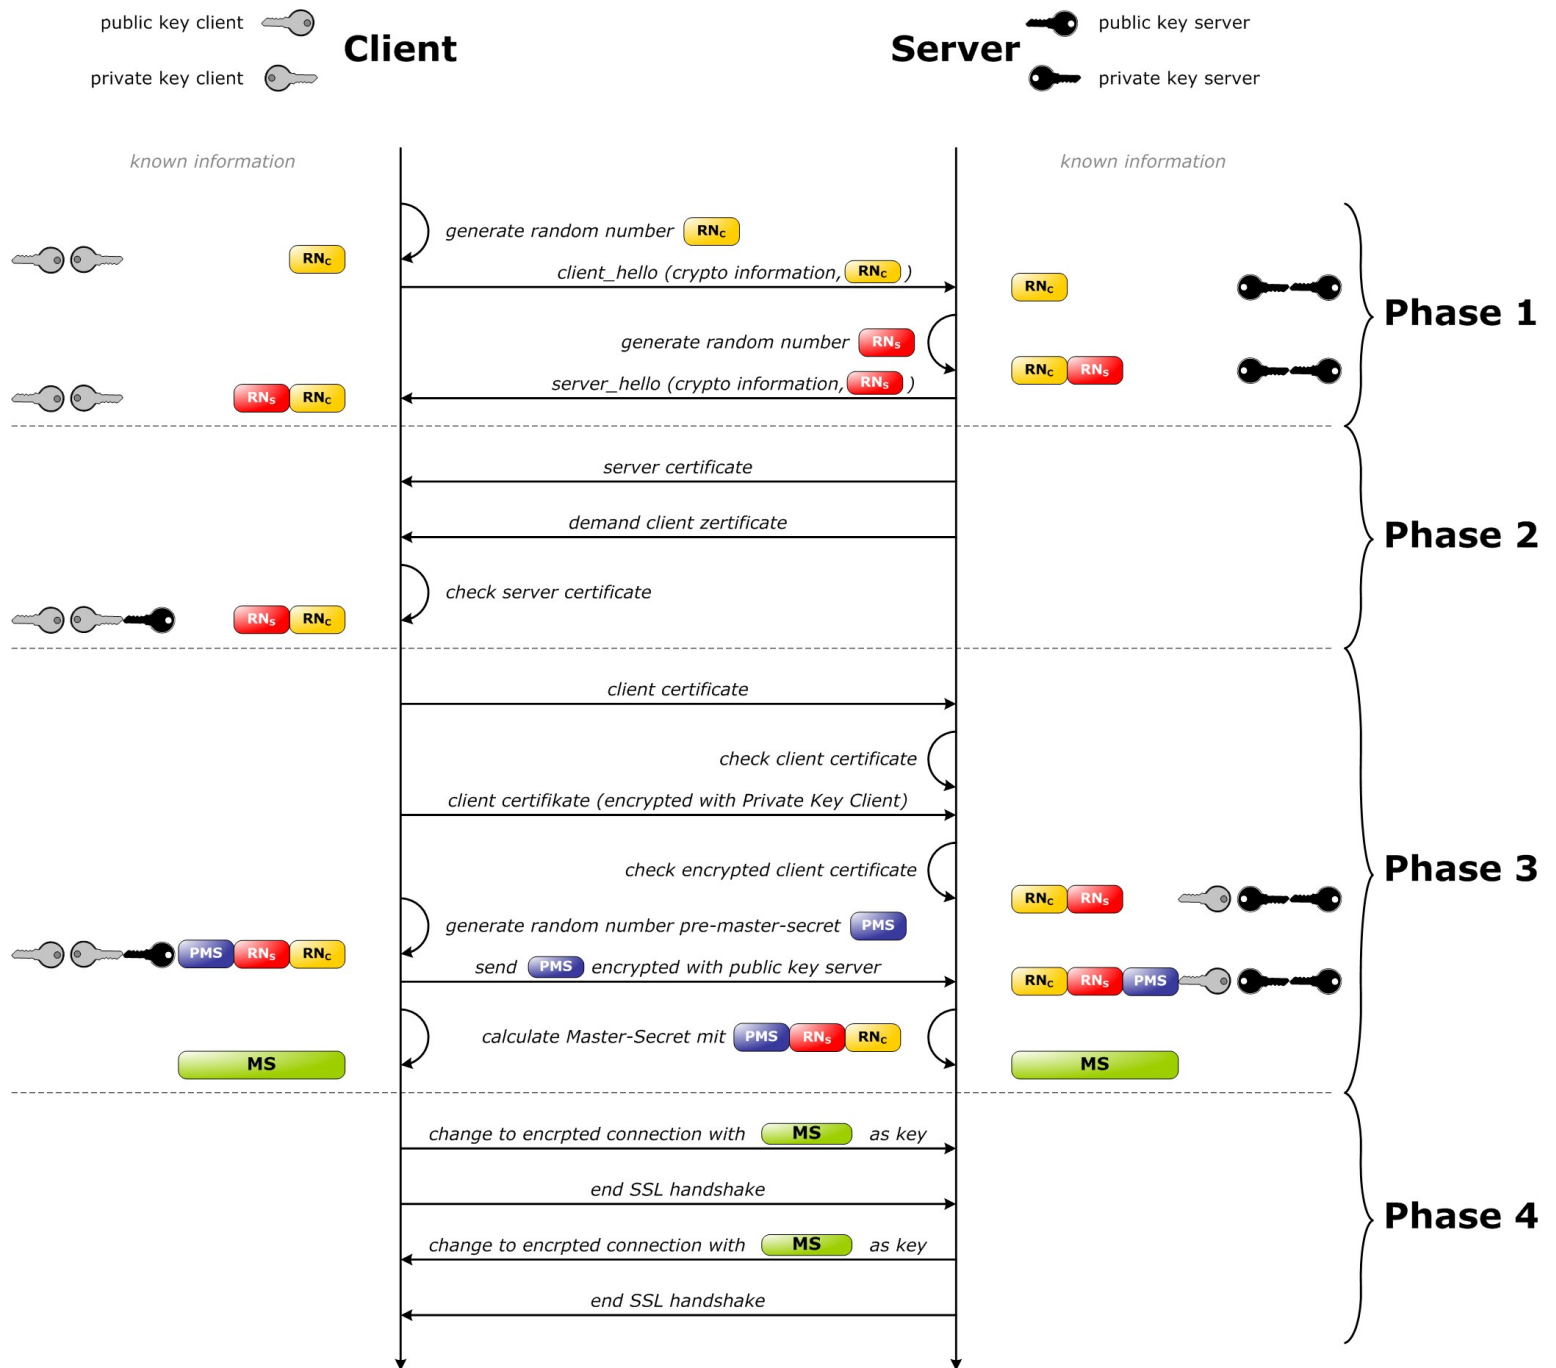 public key client
Client
Server
public key server
private key client
private key server
known information
known information
generate random number RNC
RNC
client_hello (crypto information, RNC )
RNC
Phase 1
generate random number RNS
RNC RNS
server_hello (crypto information, RNS )
RNS RNC
server certificate
demand client zertificate
Phase 2
check server certificate
RNS RNC
client certificate
check client certificate
client certifikate (encrypted with Private Key Client)
check encrypted client certificate
Phase 3
RNC RNS
generate random number pre-master-secret PMS
PMS RNS RNC
send PMS encrypted with public key server
RNC RNS PMS
calculate Master-Secret mit PMS RNS RNC
MS
MS
change to encrpted connection with MS as key
end SSL handshake
Phase 4
change to encrpted connection with MS as key
end SSL handshake